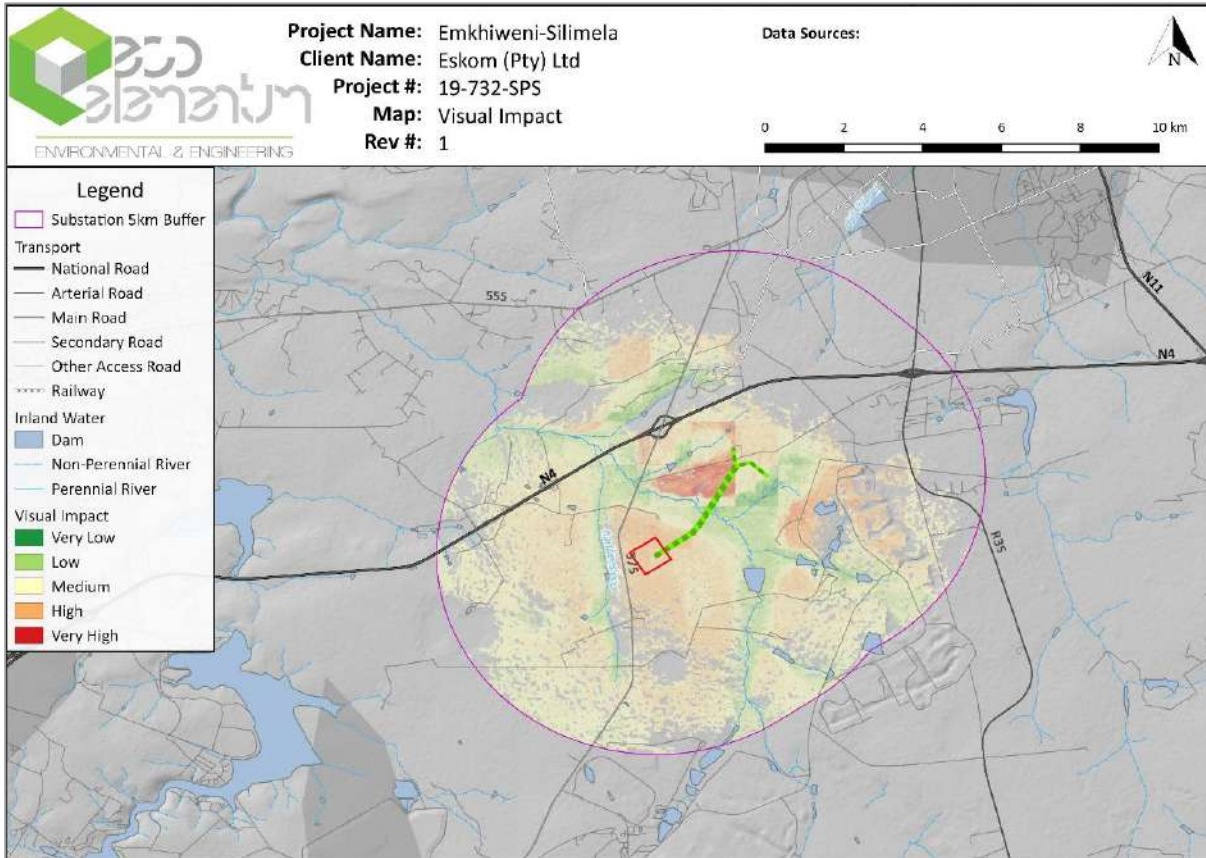 eco
elementum
ENVIRONMENTAL & ENGINEERING
Project Name: Emkhiweni-Silimela
Client Name: Eskom (Pty) Ltd
Project #: 19-732-SPS
Map: Visual Impact
Rev #: 1
Data Sources:
N
0 2 4 6 8 10 km
Legend
Substation 5km Buffer
Transport
National Road
Arterial Road
Main Road
Secondary Road
Other Access Road
Railway
Inland Water
Dam
Non-Perennial River
Perennial River
Visual Impact
Very Low
Low
Medium
High
Very High
555
N11
N4
N4
R35
575